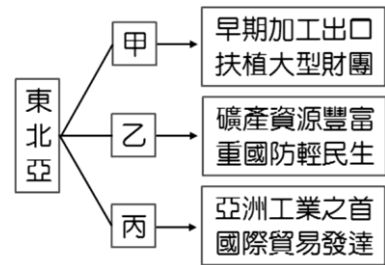 東北亞
甲
早期加工出口
扶植大型財團
乙
礦產資源豐富
重國防輕民生
丙
亞洲工業之首
國際貿易發達